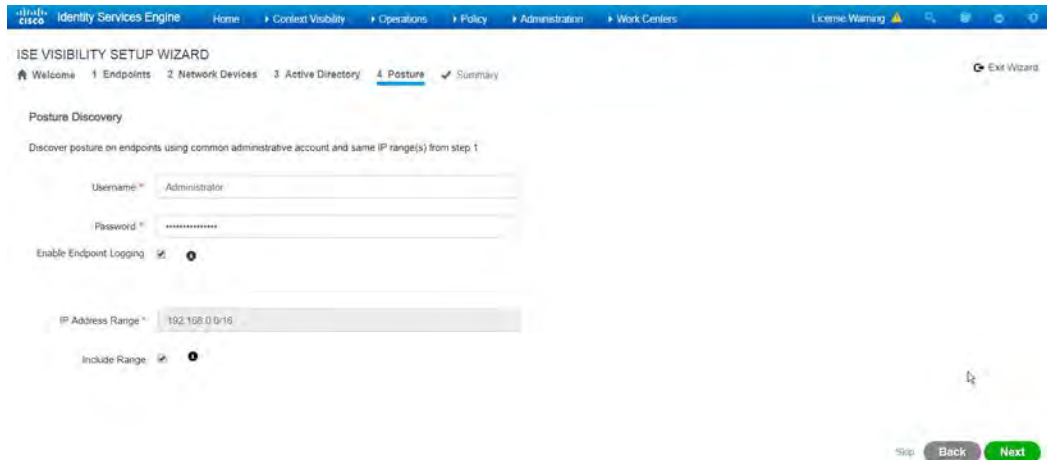 CISCO Identity Services Engine Home Context Visibility Operations Policy Administration Work Centers License Warning
ISE VISIBILITY SETUP WIZARD
Welcome 1 Endpoints 2 Network Devices 3 Active Directory 4 Posture Summary
Exit Wizard
Posture Discovery
Discover posture on endpoints using common administrative account and same IP range(s) from step 1
Username * Administrator
Password * •••••••••••••••
Enable Endpoint Logging
IP Address Range * 192.168.0.0/16
Include Range
Skip Back Next